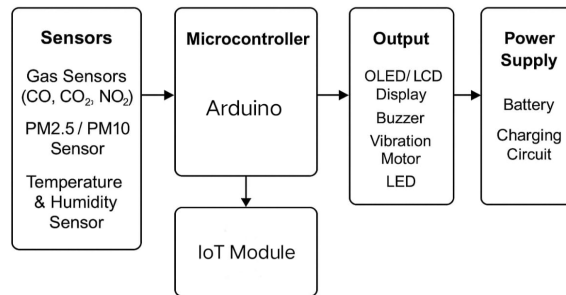 Sensors
Gas Sensors
(CO, CO₂, NO₂)
PM2.5 / PM10
Sensor
Temperature
& Humidity
Sensor
Microcontroller
Arduino
IoT Module
Output
OLED/ LCD
Display
Buzzer
Vibration
Motor
LED
Power
Supply
Battery
Charging
Circuit